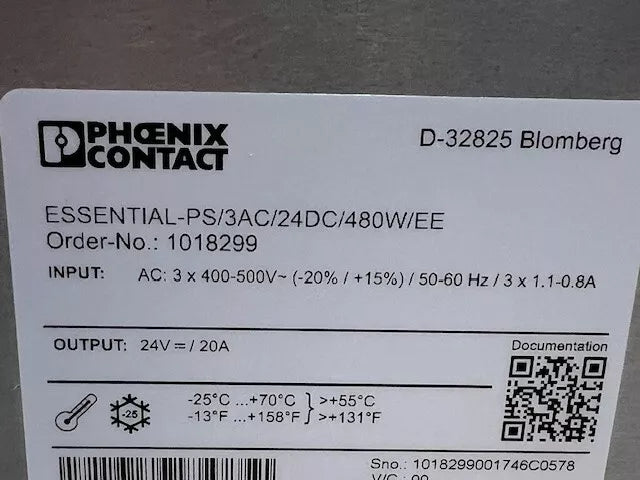 PHŒNIX
CONTACT
D-32825 Blomberg
ESSENTIAL-PS/3AC/24DC/480W/EE
Order-No.: 1018299
INPUT: AC: 3 x 400-500V~ (-20% / +15%) / 50-60 Hz / 3 x 1.1-0.8A
OUTPUT: 24V⎓/ 20A
Documentation
-25
-25°C ...+70°C } >+55°C
-13°F ...+158°F } >+131°F
Sno.: 1018299001746C0578
V/C: 00